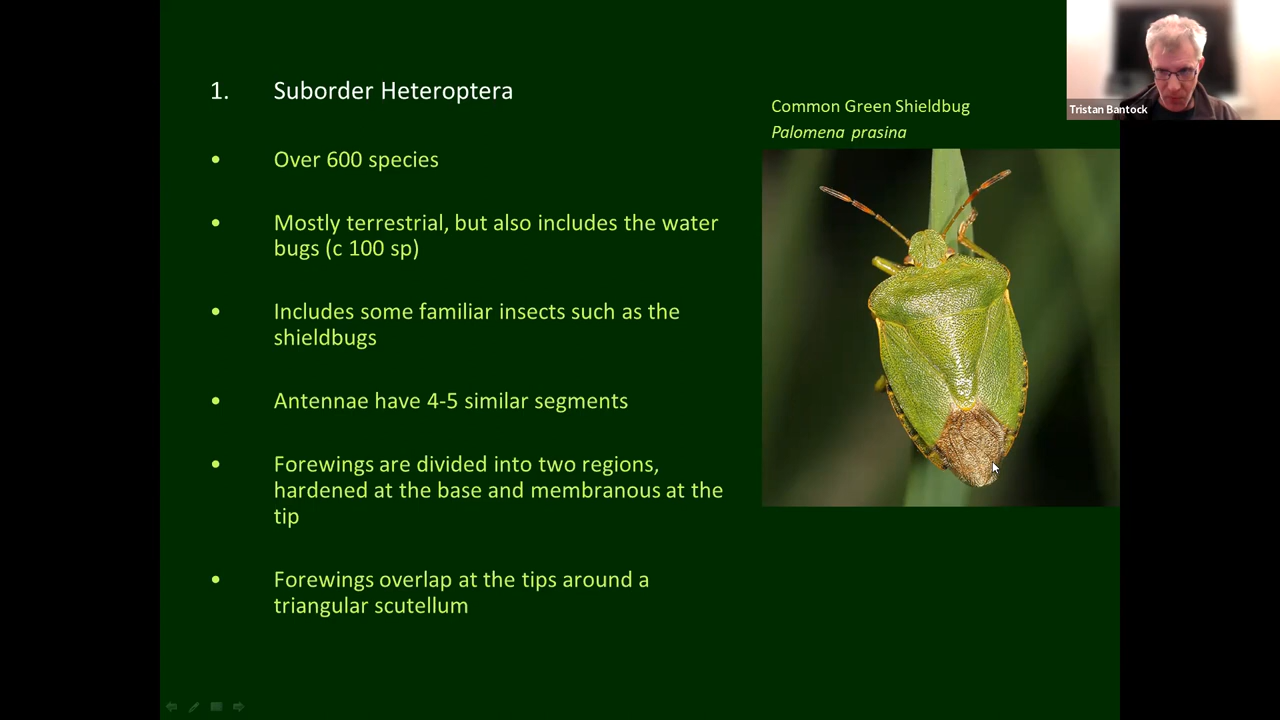 1. Suborder Heteroptera
• Over 600 species
• Mostly terrestrial, but also includes the water
bugs (c 100 sp)
• Includes some familiar insects such as the
shieldbugs
• Antennae have 4-5 similar segments
• Forewings are divided into two regions,
hardened at the base and membranous at the
tip
• Forewings overlap at the tips around a
triangular scutellum
Common Green Shieldbug
Palomena prasina
Tristan Bantock